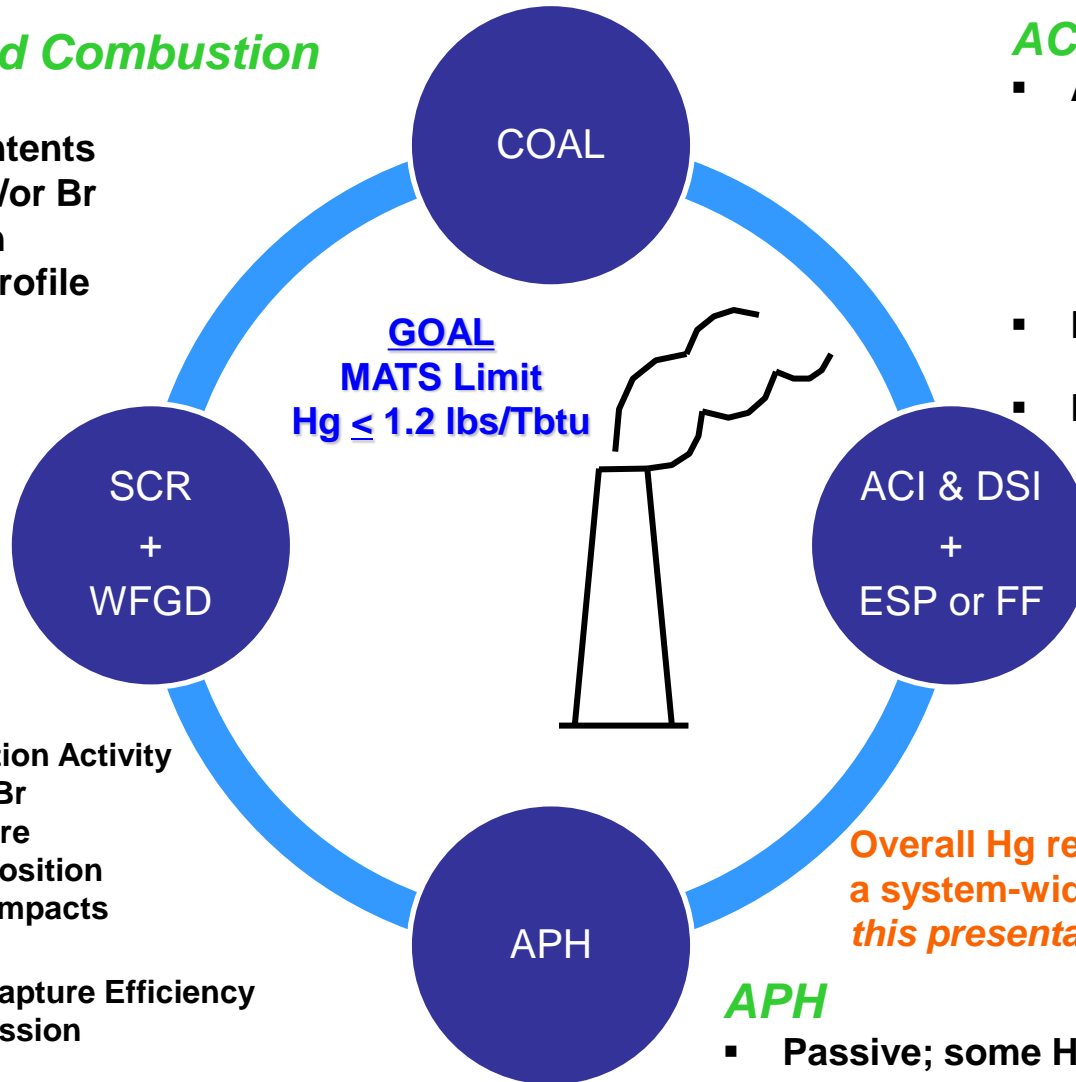 d Combustion
ntents
/or Br
n
rofile
COAL
AC
GOAL
MATS Limit
Hg ≤ 1.2 lbs/Tbtu
SCR
+
WFGD
ACI & DSI
+
ESP or FF
tion Activity
Br
re
osition
mpacts
apture Efficiency
ssion
APH
Overall Hg re
a system-wid
this presenta
APH
▪ Passive; some H